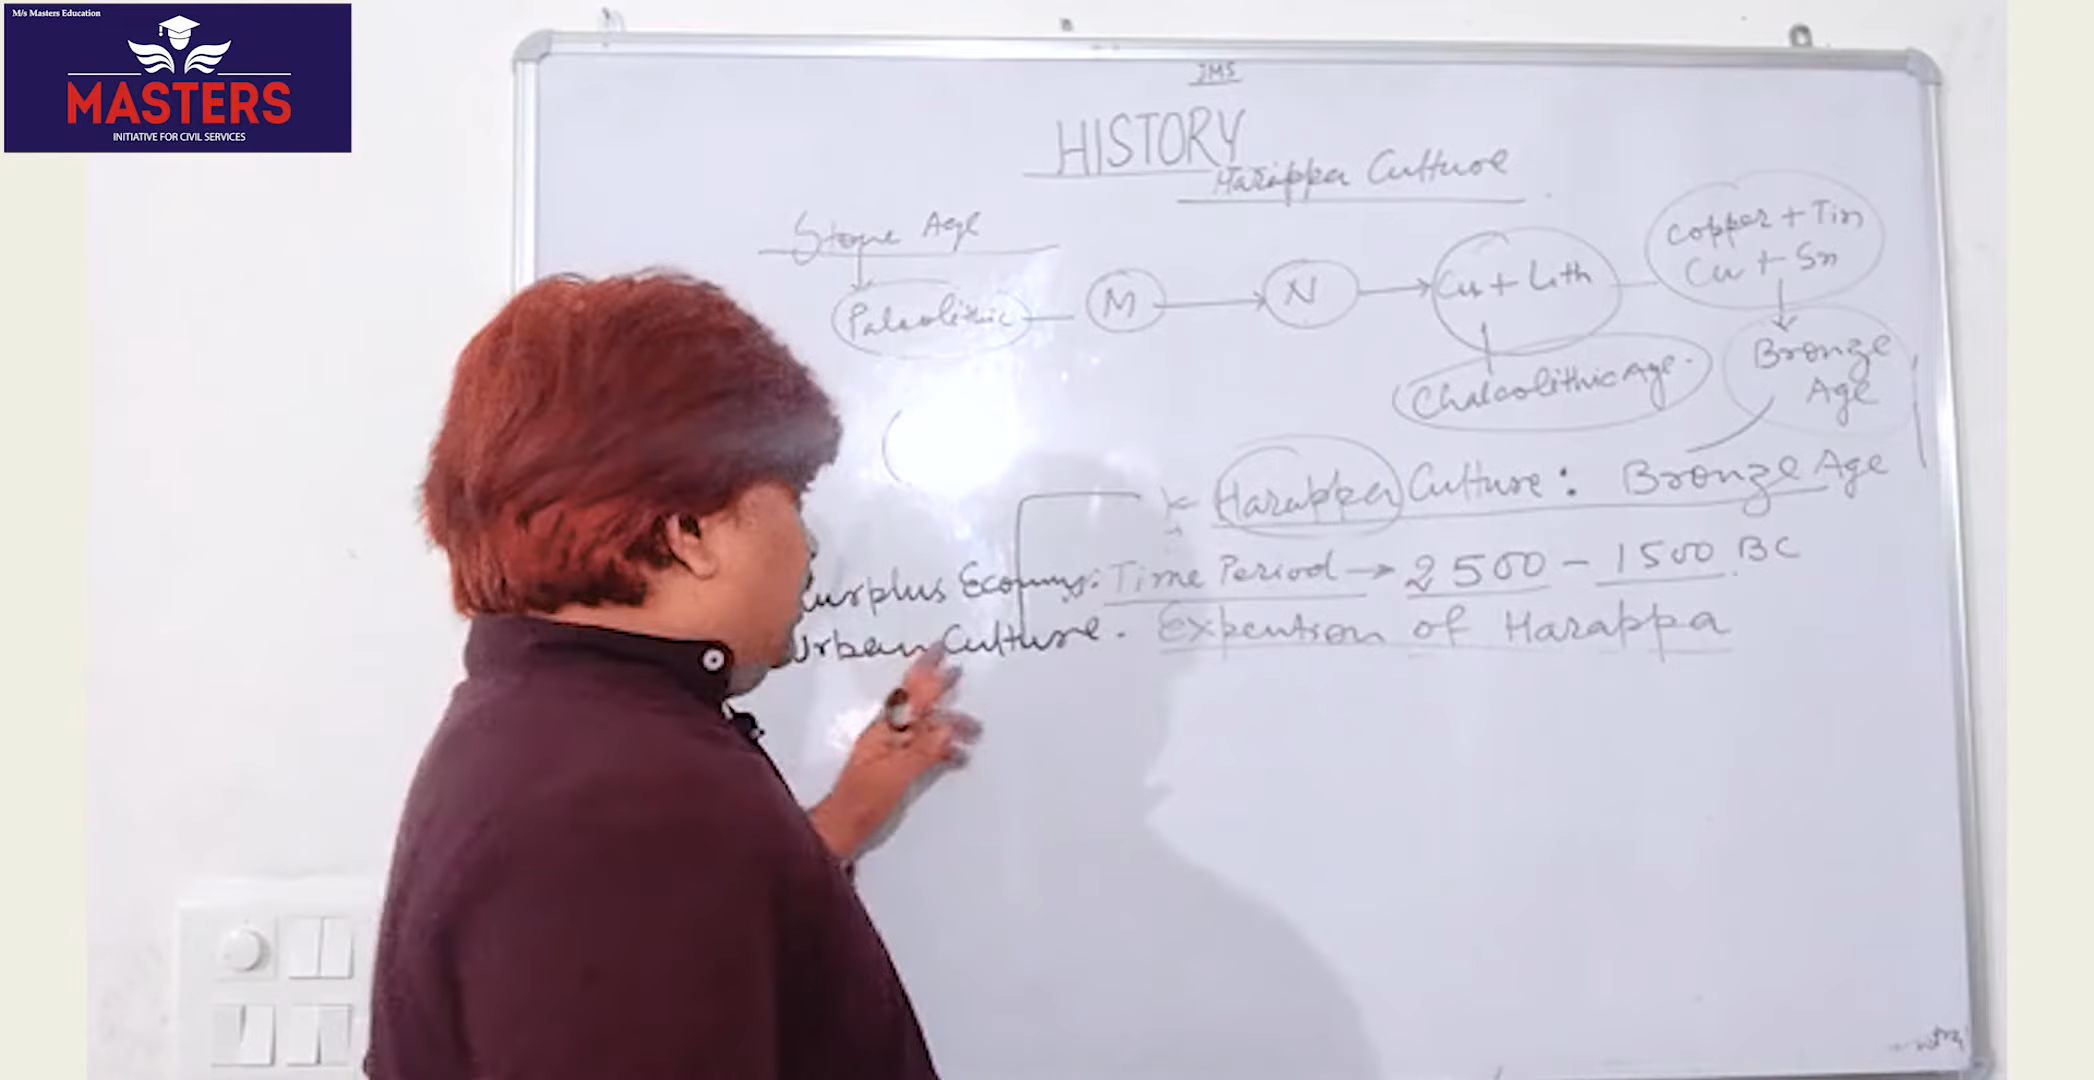 M/s Masters Education
MASTERS
INITIATIVE FOR CIVIL SERVICES
JMS
HISTORY
Harappa Culture
Stone Age
Paleolithic
M
N
Cu + Lith
Chalcolithic Age.
Copper + Tin
Cu + Sn
Bronze
Age
Harappa Culture: Bronze Age
Surplus Economy: Time Period → 2500 - 1500 BC
Urban Culture. Expention of Harappa